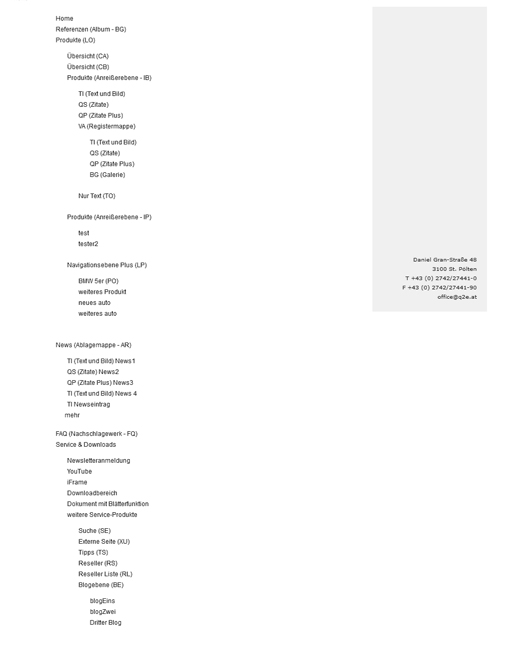 Home
Referenzen (Album - BG)
Produkte (LO)
Übersicht (CA)
Übersicht (CB)
Produkte (Anreißerebene - IB)
TI (Text und Bild)
QS (Zitate)
QP (Zitate Plus)
VA (Registermappe)
TI (Text und Bild)
QS (Zitate)
QP (Zitate Plus)
BG (Galerie)
Nur Text (TO)
Produkte (Anreißerebene - IP)
test
tester2
Navigationsebene Plus (LP)
BMW 5er (PO)
weiteres Produkt
neues auto
weiteres auto
News (Ablagemappe - AR)
TI (Text und Bild) News1
QS (Zitate) News2
QP (Zitate Plus) News3
TI (Text und Bild) News 4
TI Newseintrag
mehr
FAQ (Nachschlagewerk - FQ)
Service & Downloads
Newsletteranmeldung
YouTube
iFrame
Downloadbereich
Dokument mit Blätterfunktion
weitere Service-Produkte
Suche (SE)
Externe Seite (XU)
Tipps (TS)
Reseller (RS)
Reseller Liste (RL)
Blogebene (BE)
blogEins
blogZwei
Dritter Blog
Daniel Gran-Straße 48
3100 St. Pölten
T +43 (0) 2742/27441-0
F +43 (0) 2742/27441-90
office@q2e.at